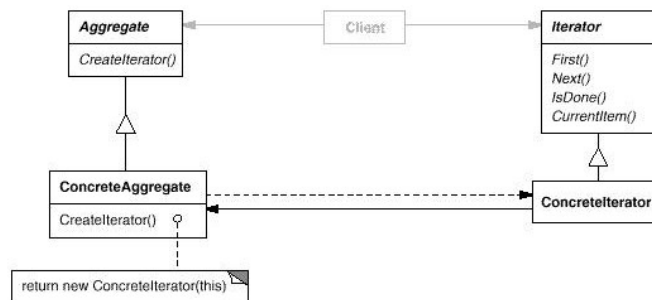 Aggregate
CreateIterator()
Client
Iterator
First()
Next()
IsDone()
CurrentItem()
ConcreteAggregate
CreateIterator()
ConcreteIterator
return new ConcreteIterator(this)